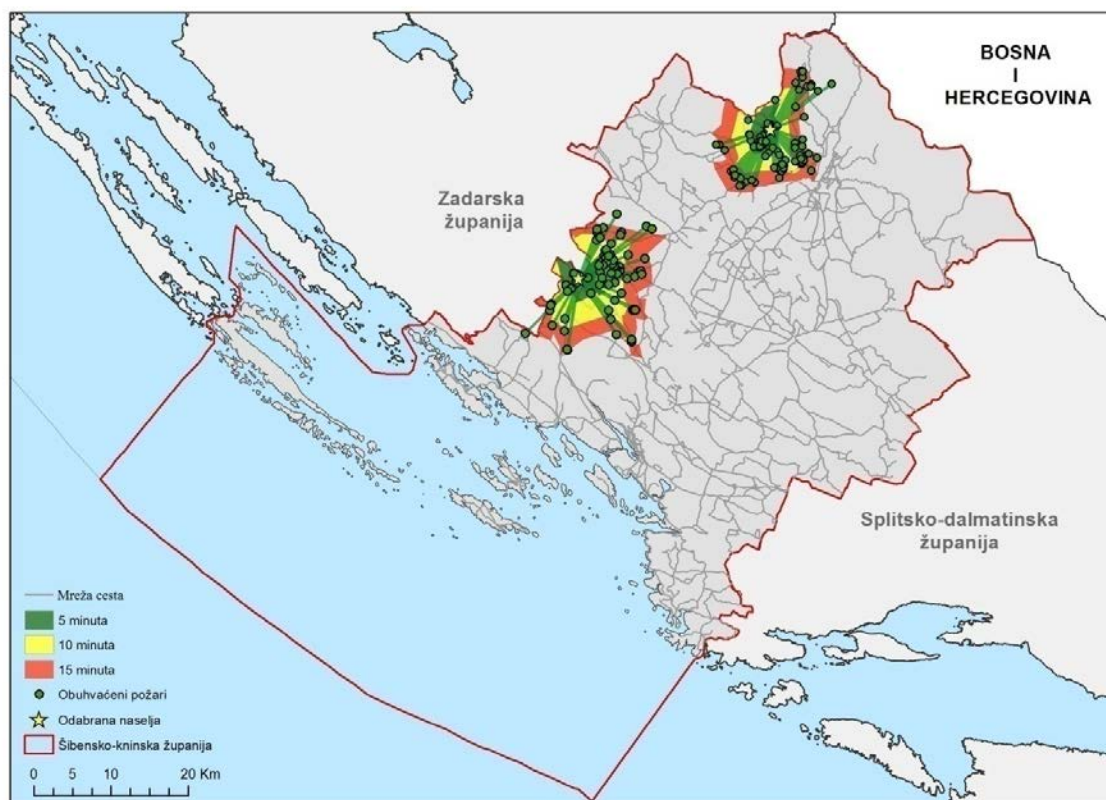 BOSNA
I
HERCEGOVINA
Zadarska
županija
Splitsko-dalmatinska
županija
Mreža cesta
5 minuta
10 minuta
15 minuta
Obuhvaćeni požari
Odabrana naselja
Šibensko-kninska županija
0 5 10 20 Km